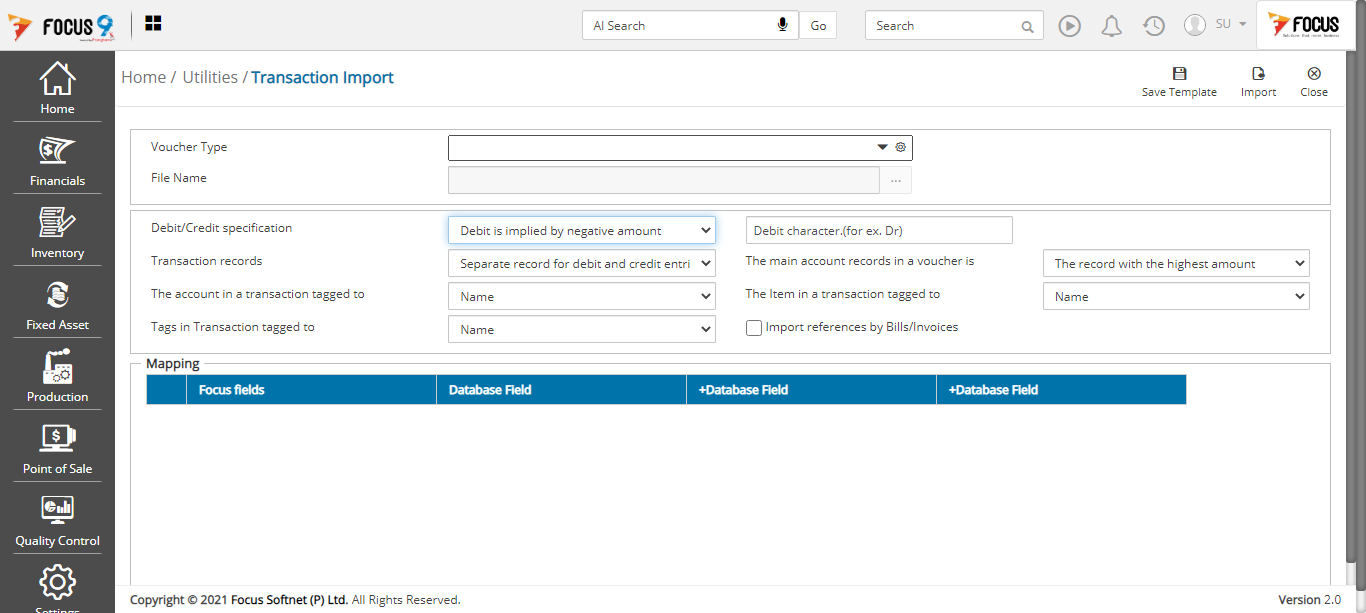 FOCUS 9
AI Search
Go
Search
SU
FOCUS
Home / Utilities / Transaction Import
Save Template
Import
Close
Home
Financials
Inventory
Fixed Asset
Production
Point of Sale
Quality Control
Settings
Voucher Type
File Name
...
Debit/Credit specification
Debit is implied by negative amount
Debit character.(for ex. Dr)
Transaction records
Separate record for debit and credit entri
The main account records in a voucher is
The record with the highest amount
The account in a transaction tagged to
Name
The Item in a transaction tagged to
Name
Tags in Transaction tagged to
Name
Import references by Bills/Invoices
Mapping
Focus fields
Database Field
+Database Field
+Database Field
Copyright © 2021 Focus Softnet (P) Ltd. All Rights Reserved.
Version 2.0